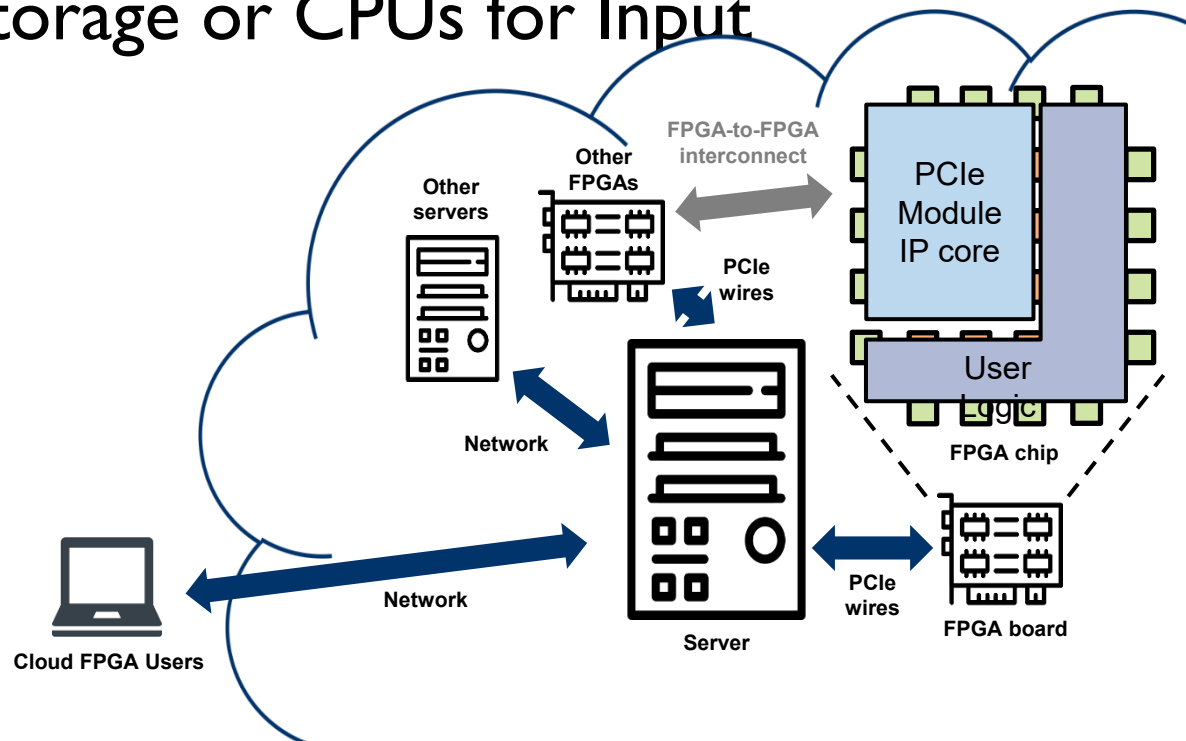 torage or CPUs for Input
FPGA-to-FPGA
interconnect
Other
FPGAs
Other
servers
PCIe
wires
PCIe
Module
IP core
User
Logic
FPGA chip
Network
Network
PCIe
wires
FPGA board
Server
Cloud FPGA Users